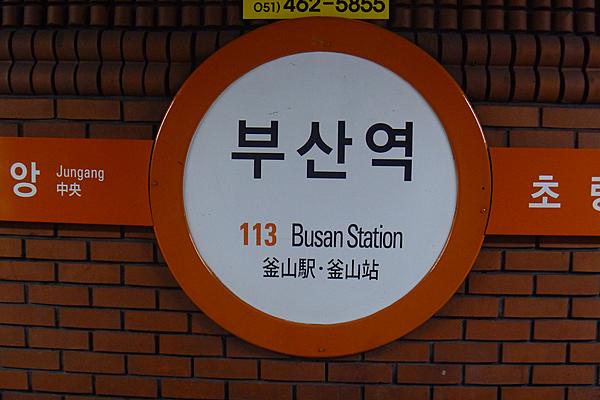 051) 462-5855
부산역
113 Busan Station
釜山駅·釜山站
앙 Jungang
中央
초